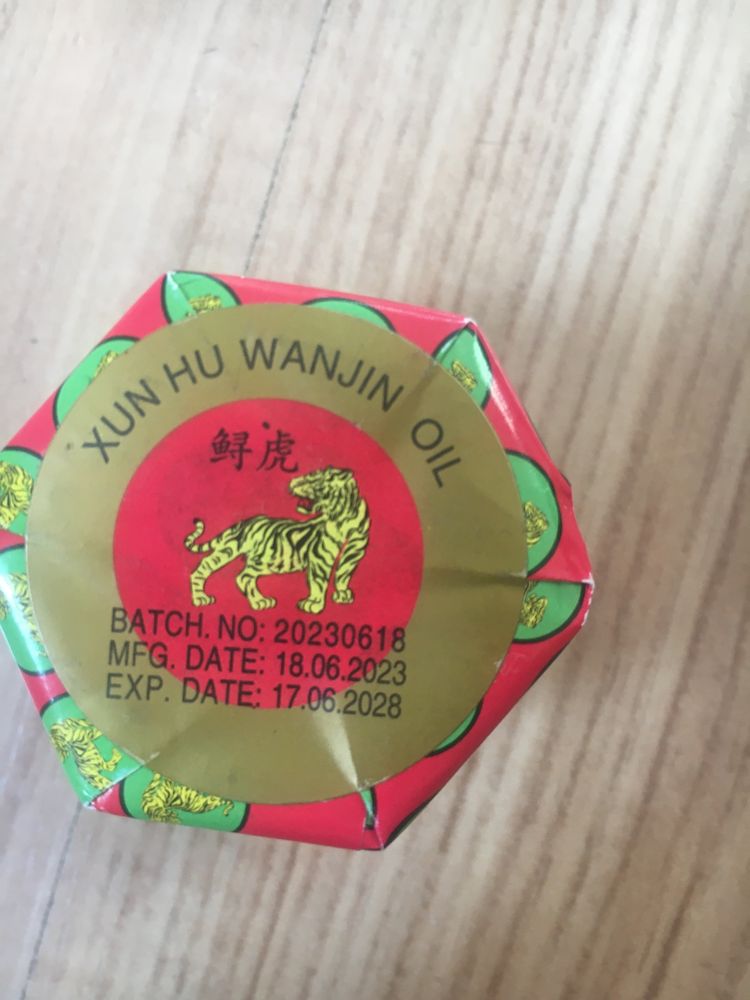 XUN HU WANJIN OIL
鲟虎
BATCH. NO: 20230618
MFG. DATE: 18.06.2023
EXP. DATE: 17.06.2028